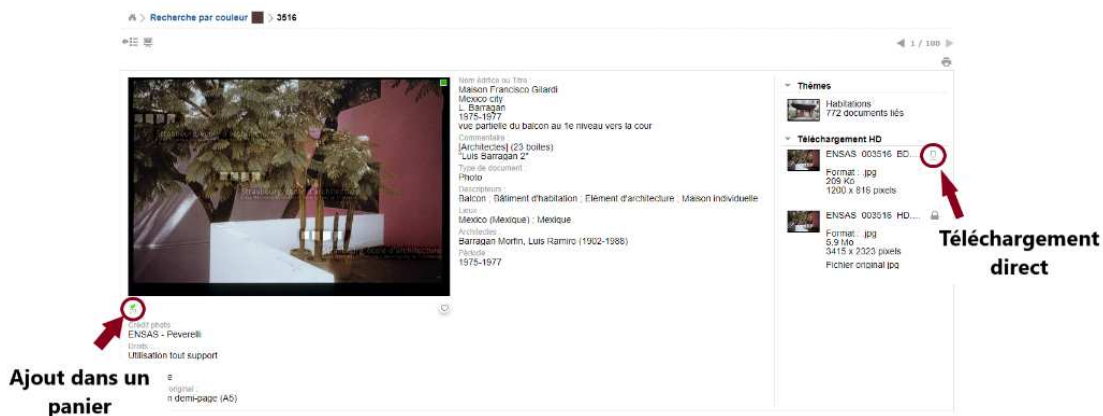 Recherche par couleur > 3516
1 / 100
Nom édifice ou Titre :
Maison Francisco Gilardi
Mexico city
L. Barragan
1975-1977
vue partielle du balcon au 1e niveau vers la cour
Commentaire :
[Architectes] (23 boîtes)
"Luis Barragan 2"
Type de document :
Photo
Descripteurs :
Balcon ; Bâtiment d'habitation ; Elément d'architecture ; Maison individuelle
Lieux :
Mexico (Mexique) ; Mexique
Architectes :
Barragan Morfin, Luis Ramiro (1902-1988)
Période :
1975-1977
Crédit photo
ENSAS - Peverelli
Droits :
Utilisation tout support
e
original :
n demi-page (A5)
Ajout dans un
panier
Thèmes
Habitations
772 documents liés
Téléchargement HD
ENSAS_003516_BD...
Format : .jpg
209 Ko
1200 x 816 pixels
ENSAS_003516_HD...
Format : .jpg
5.9 Mo
3415 x 2323 pixels
Fichier original jpg
Téléchargement
direct